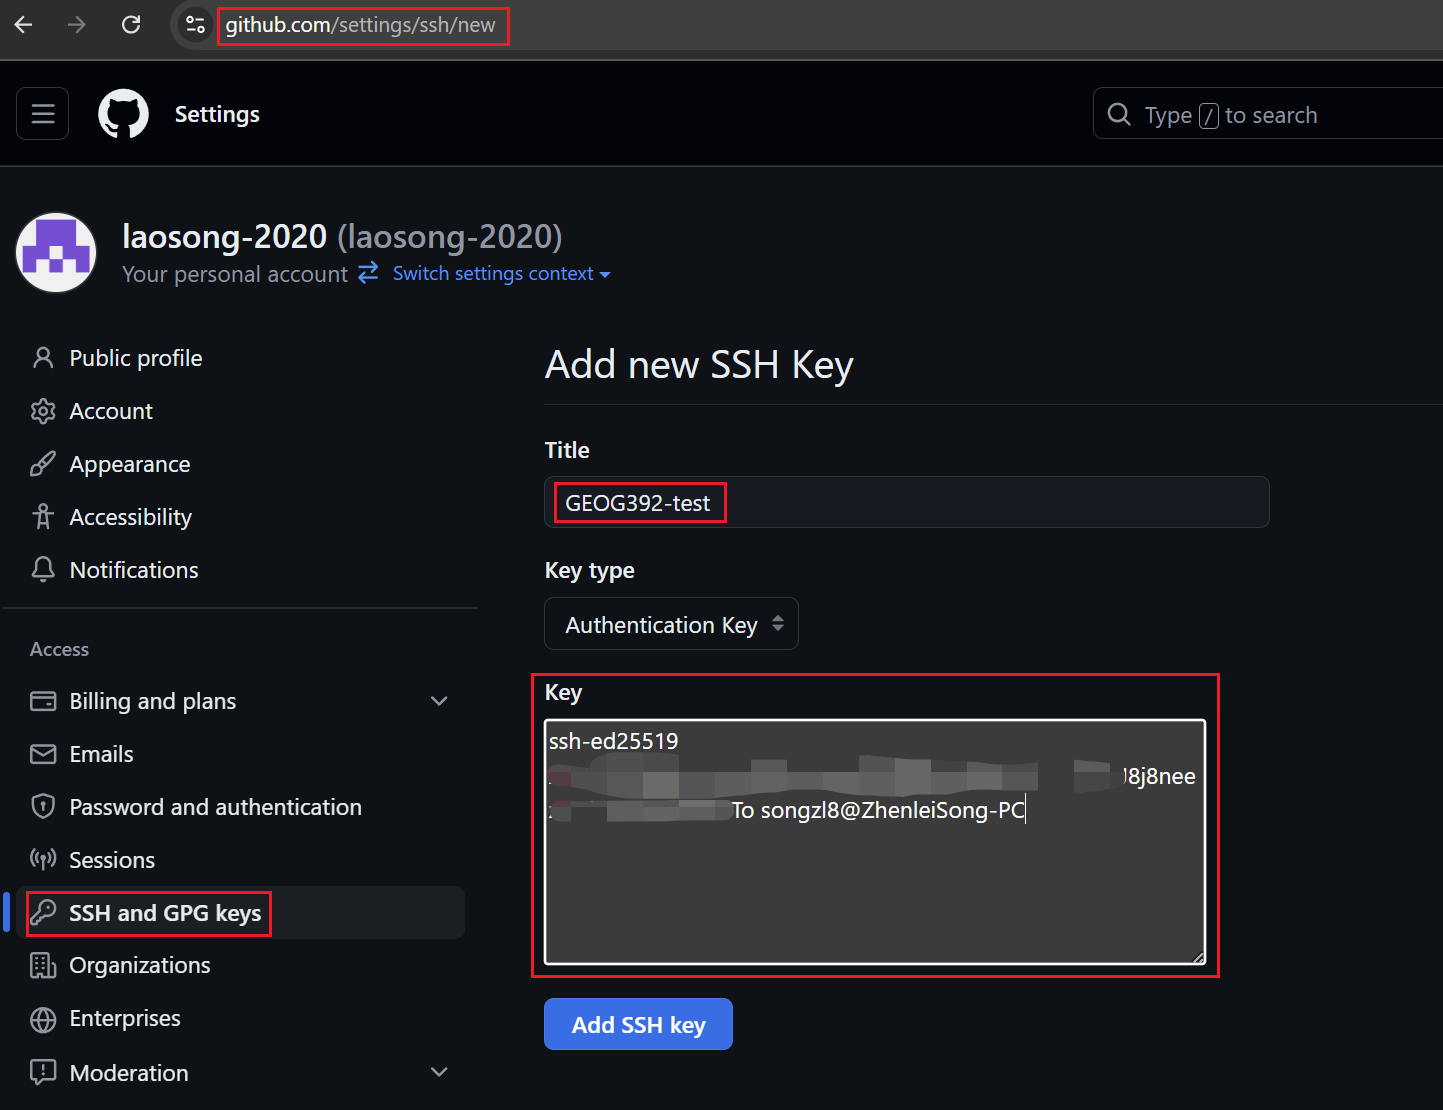 github.com/settings/ssh/new
Settings
Type / to search
laosong-2020 (laosong-2020)
Your personal account Switch settings context
Public profile
Account
Appearance
Accessibility
Notifications
Access
Billing and plans
Emails
Password and authentication
Sessions
SSH and GPG keys
Organizations
Enterprises
Moderation
Add new SSH Key
Title
GEOG392-test
Key type
Authentication Key
Key
ssh-ed25519
8j8nee
To songzl8@ZhenleiSong-PC
Add SSH key